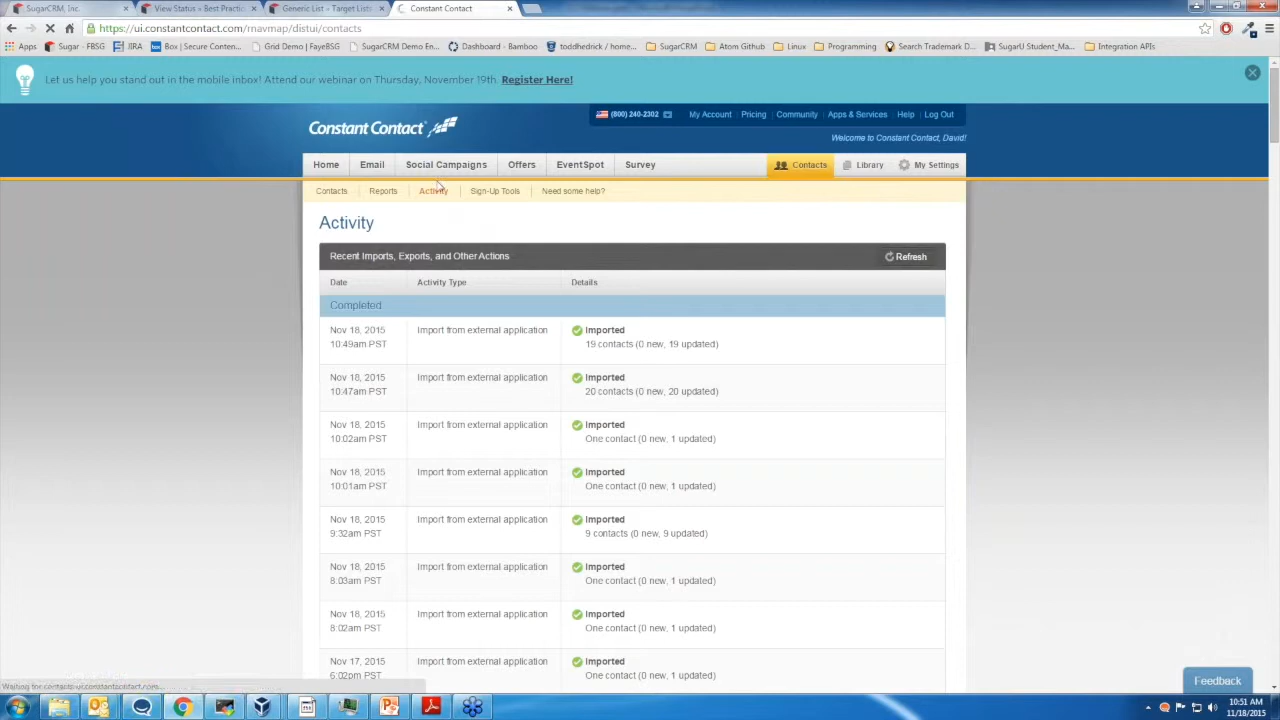 SugarCRM, Inc.
View Status » Best Practic
Generic List » Target Lists
Constant Contact
https://ui.constantcontact.com/rnavmap/distui/contacts
Apps
Sugar - FBSG
JIRA
Box | Secure Content...
Grid Demo | FayeBSG
SugarCRM Demo En...
Dashboard - Bamboo
toddhedrick / home...
SugarCRM
Atom Github
Linux
Programming
Search Trademark D...
SugarU Student_Ma...
Integration APIs
Let us help you stand out in the mobile inbox! Attend our webinar on Thursday, November 19th. Register Here!
(800) 240-2302
My Account
Pricing
Community
Apps & Services
Help
Log Out
Constant Contact
Welcome to Constant Contact, David!
Home
Email
Social Campaigns
Offers
EventSpot
Survey
Contacts
Library
My Settings
Contacts
Reports
Activity
Sign-Up Tools
Need some help?
Activity
Recent Imports, Exports, and Other Actions
Refresh
Date
Activity Type
Details
Completed
Nov 18, 2015
10:49am PST
Import from external application
Imported
19 contacts (0 new, 19 updated)
Nov 18, 2015
10:47am PST
Import from external application
Imported
20 contacts (0 new, 20 updated)
Nov 18, 2015
10:02am PST
Import from external application
Imported
One contact (0 new, 1 updated)
Nov 18, 2015
10:01am PST
Import from external application
Imported
One contact (0 new, 1 updated)
Nov 18, 2015
9:32am PST
Import from external application
Imported
9 contacts (0 new, 9 updated)
Nov 18, 2015
8:03am PST
Import from external application
Imported
One contact (0 new, 1 updated)
Nov 18, 2015
8:02am PST
Import from external application
Imported
One contact (0 new, 1 updated)
Nov 17, 2015
6:02pm PST
Import from external application
Imported
One contact (0 new, 1 updated)
Feedback
Waiting for contacts-ui.constantcontact.com...
10:51 AM
11/18/2015